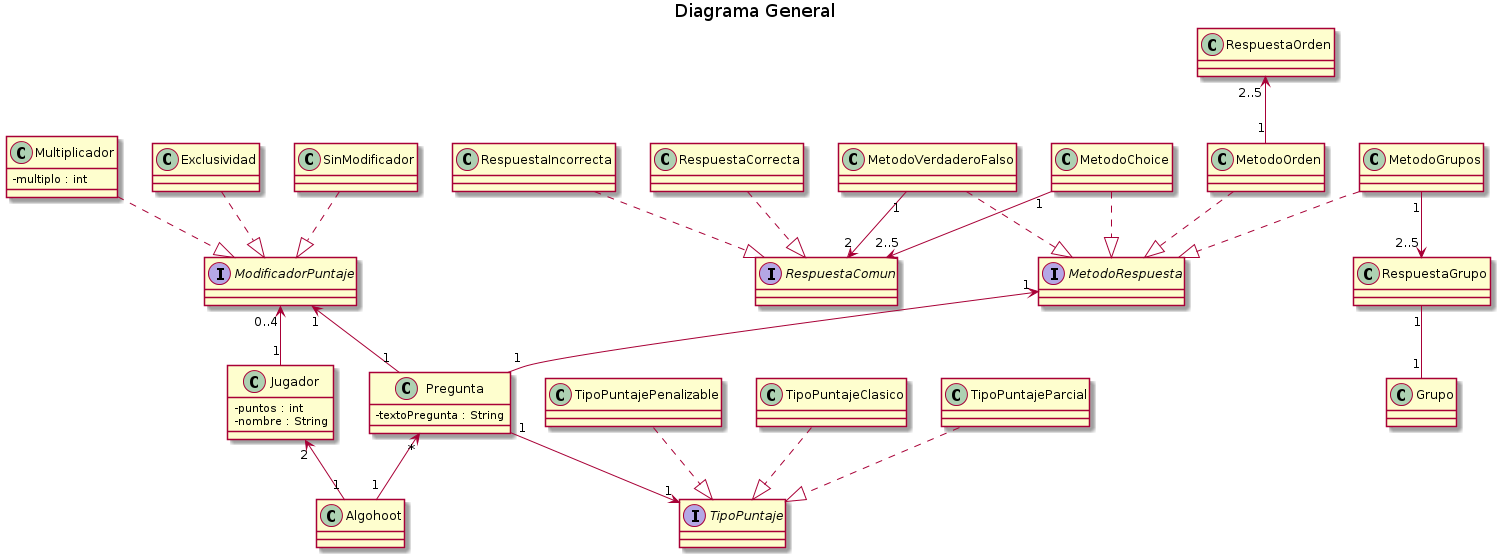 Diagrama General
C RespuestaOrden
2..5
1
C Multiplicador
-multiplo : int
C Exclusividad
C SinModificador
C RespuestaIncorrecta
C RespuestaCorrecta
C MetodoVerdaderoFalso
C MetodoChoice
C MetodoOrden
C MetodoGrupos
1
1
1
2
2..5
2..5
I ModificadorPuntaje
I RespuestaComun
I MetodoRespuesta
C RespuestaGrupo
1
0..4
1
1
1
1
1
1
C Jugador
-puntos : int
-nombre : String
C Pregunta
-textoPregunta : String
C TipoPuntajePenalizable
C TipoPuntajeClasico
C TipoPuntajeParcial
C Grupo
2
*
1
1
1
1
C Algohoot
I TipoPuntaje